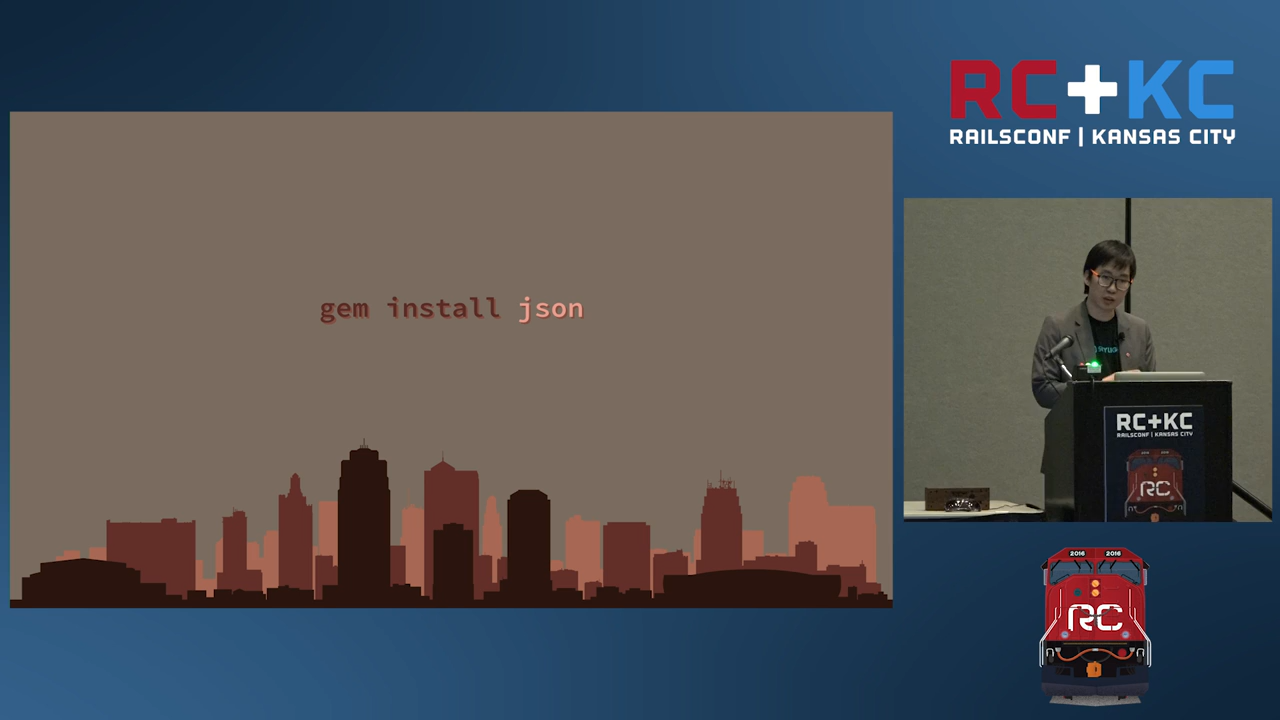 RC+KC
RAILSCONF | KANSAS CITY
gem install json
RC+KC
RAILSCONF | KANSAS CITY
RC
2016 2016
RC